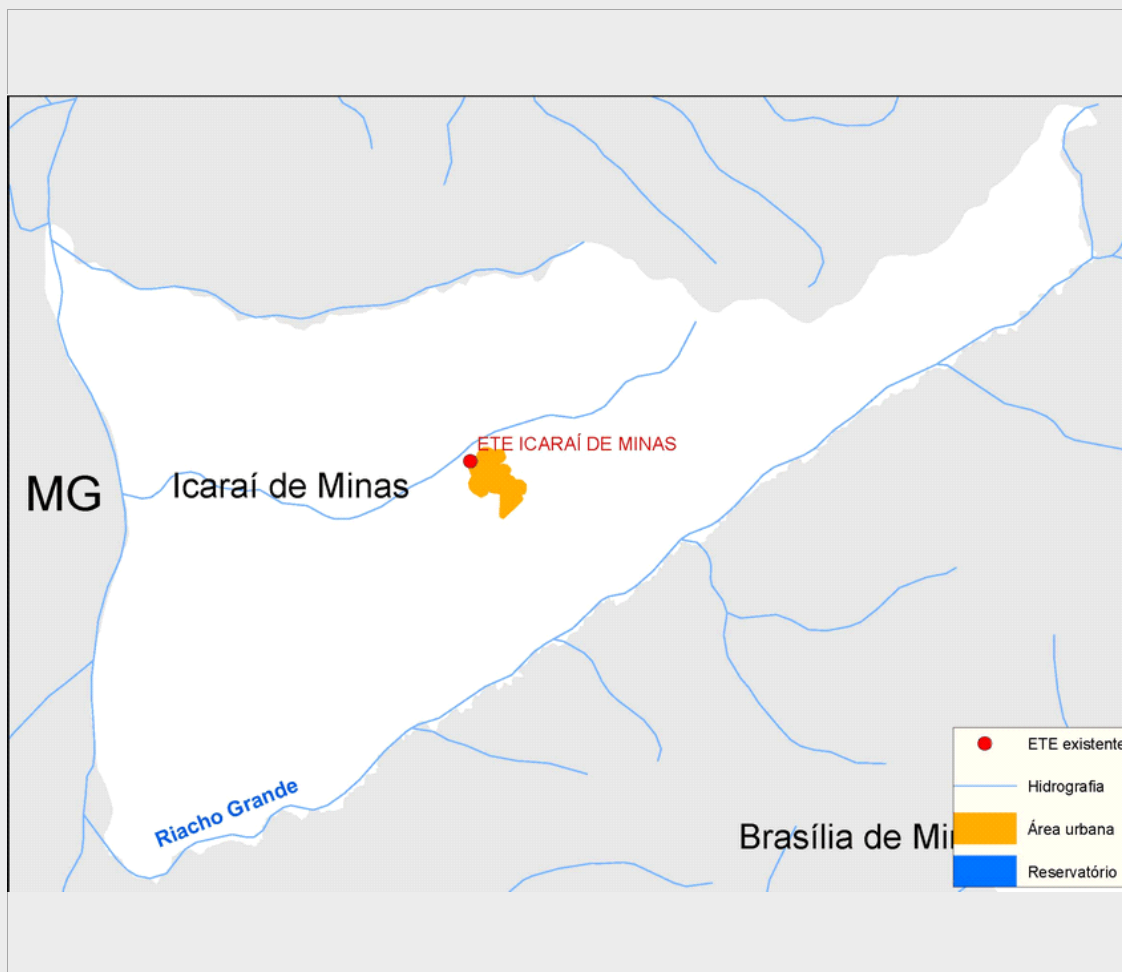 ETE ICARAÍ DE MINAS
Icaraí de Minas
MG
Riacho Grande
Brasília de Mi
ETE existente
Hidrografia
Área urbana
Reservatório